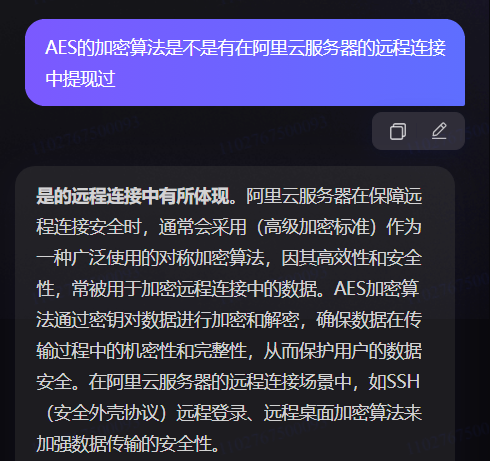 AES的加密算法是不是有在阿里云服务器的远程连接
中提现过
是的远程连接中有所体现。阿里云服务器在保障远
程连接安全时，通常会采用（高级加密标准）作为
一种广泛使用的对称加密算法，因其高效性和安全
性，常被用于加密远程连接中的数据。AES加密算
法通过密钥对数据进行加密和解密，确保数据在传
输过程中的机密性和完整性，从而保护用户的数据
安全。在阿里云服务器的远程连接场景中，如SSH
（安全外壳协议）远程登录、远程桌面加密算法来
加强数据传输的安全性。